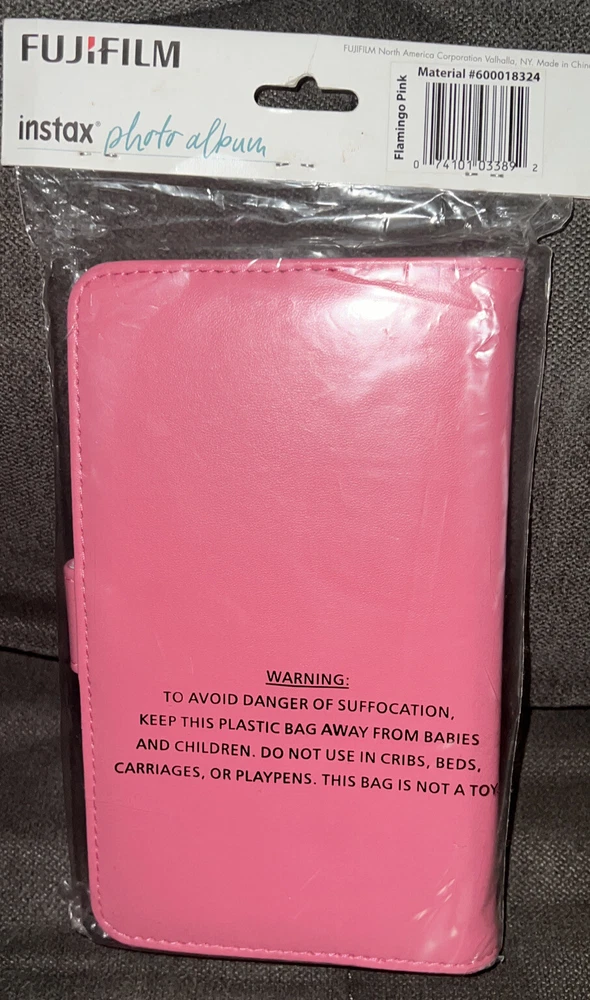 FUJIFILM
instax® photo album
FUJIFILM North America Corporation Valhalla, NY. Made in China
Material #600018324
Flamingo Pink
0 74101 03389 2
WARNING:
TO AVOID DANGER OF SUFFOCATION,
KEEP THIS PLASTIC BAG AWAY FROM BABIES
AND CHILDREN. DO NOT USE IN CRIBS, BEDS,
CARRIAGES, OR PLAYPENS. THIS BAG IS NOT A TOY